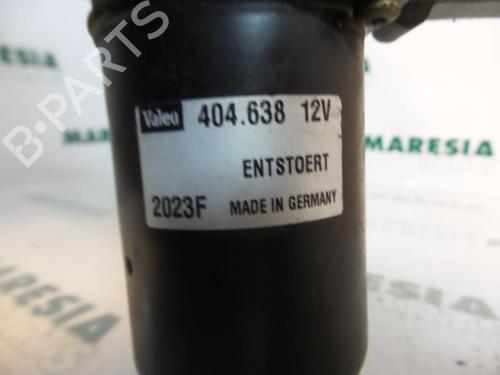 Valeo 404.638 12V
ENTSTOERT
2023F MADE IN GERMANY
B-PARTS
MARESIA
MARESIA
MARESIA
MARESIA